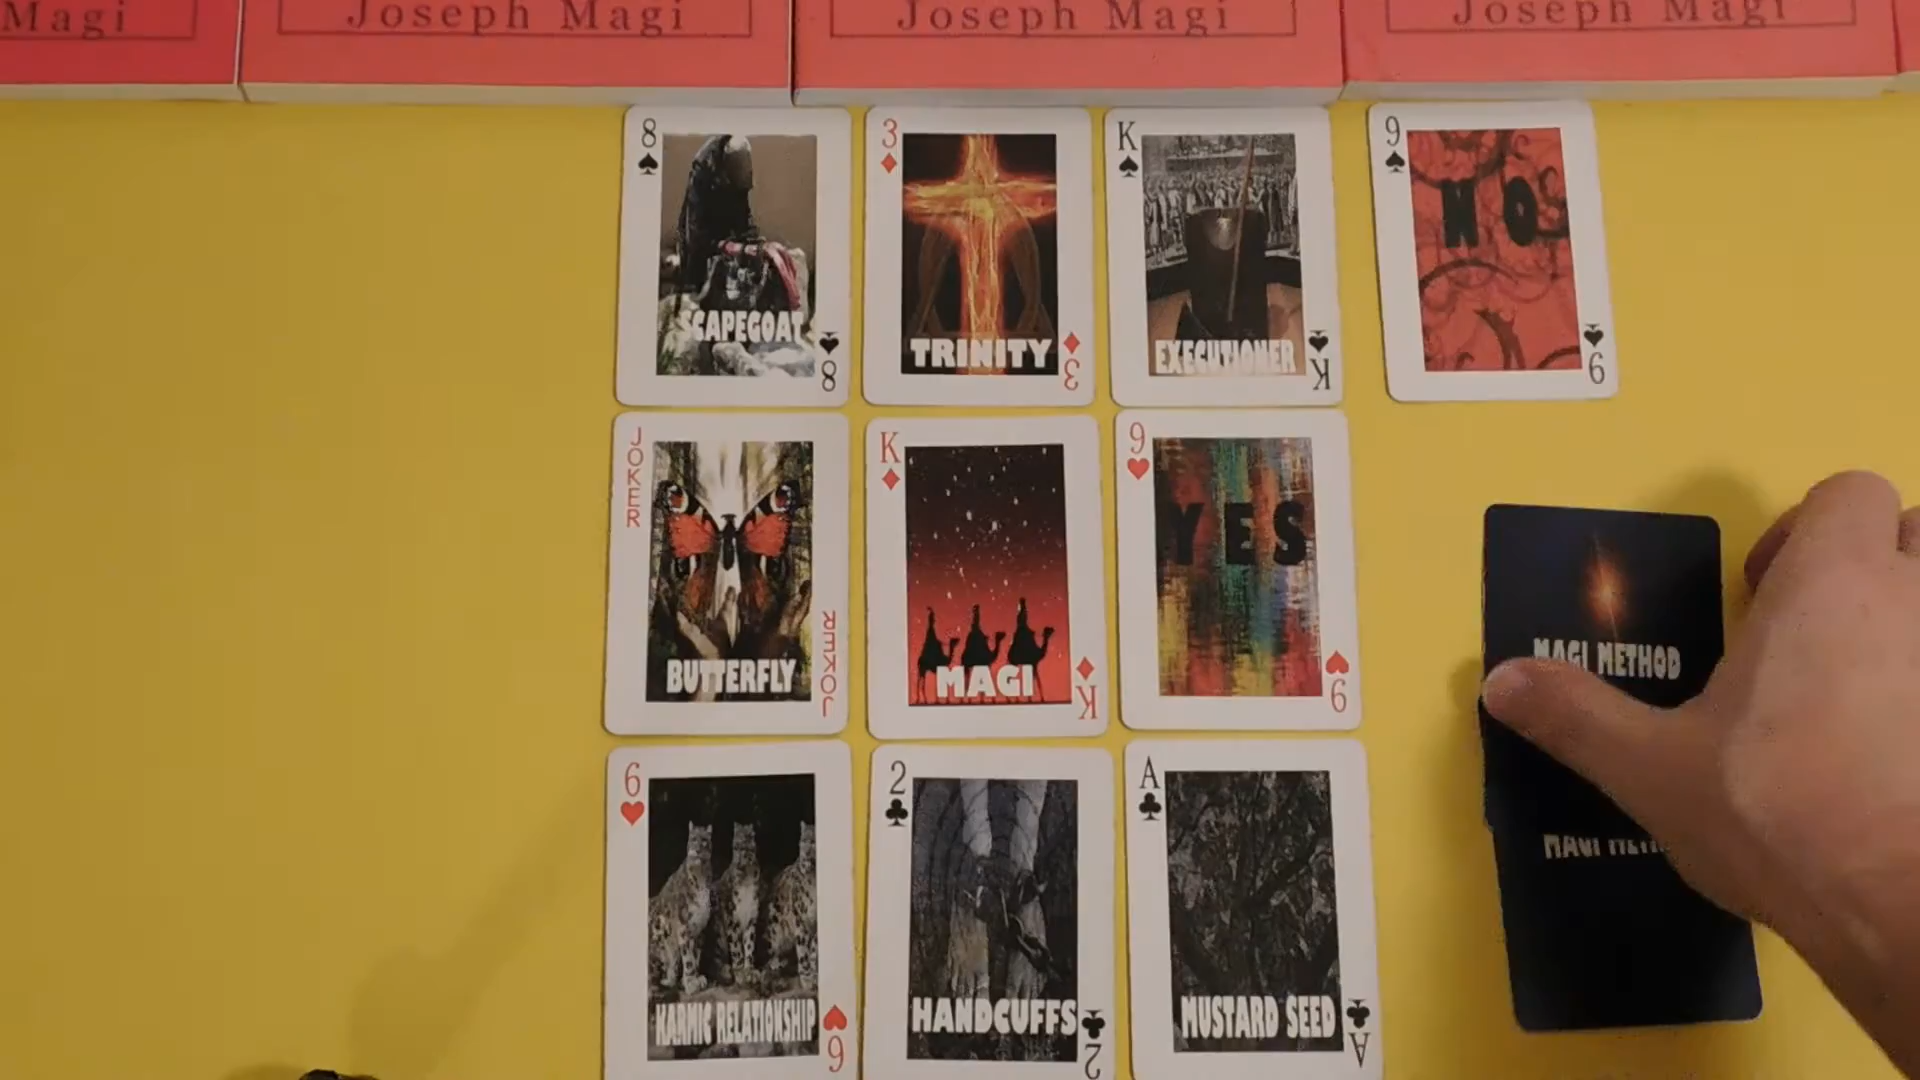 Magi
Joseph Magi
Joseph Magi
Joseph Magi
8
SCAPEGOAT
8
3
TRINITY
3
K
EXECUTIONER
K
9
NO
9
JOKER
BUTTERFLY
JOKER
K
MAGI
K
9
YES
9
MAGI METHOD
6
KARMIC RELATIONSHIP
6
2
HANDCUFFS
2
A
MUSTARD SEED
A
MAGI